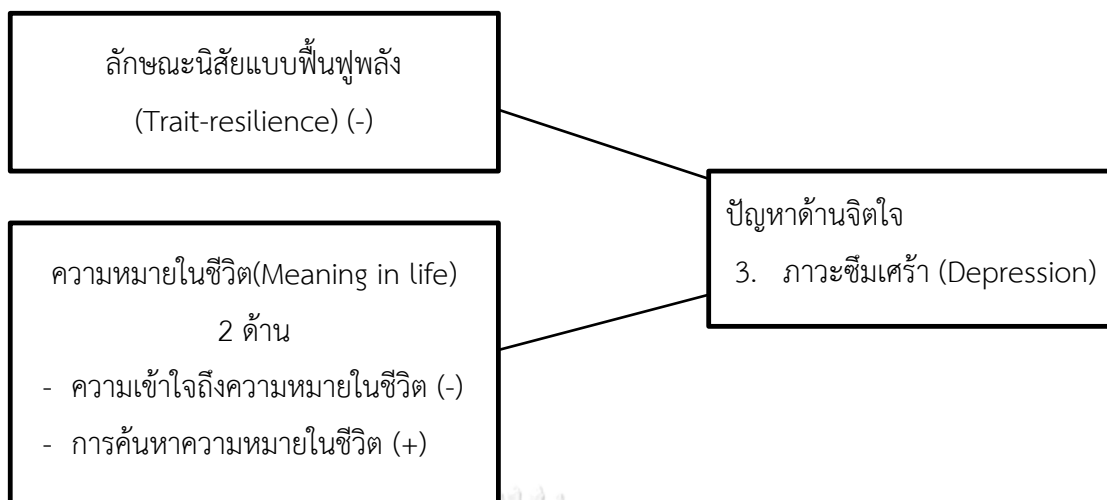 ลักษณะนิสัยแบบฟื้นฟูพลัง
(Trait-resilience) (-)
ความหมายในชีวิต(Meaning in life)
2 ด้าน
- ความเข้าใจถึงความหมายในชีวิต (-)
- การค้นหาความหมายในชีวิต (+)
ปัญหาด้านจิตใจ
3. ภาวะซึมเศร้า (Depression)